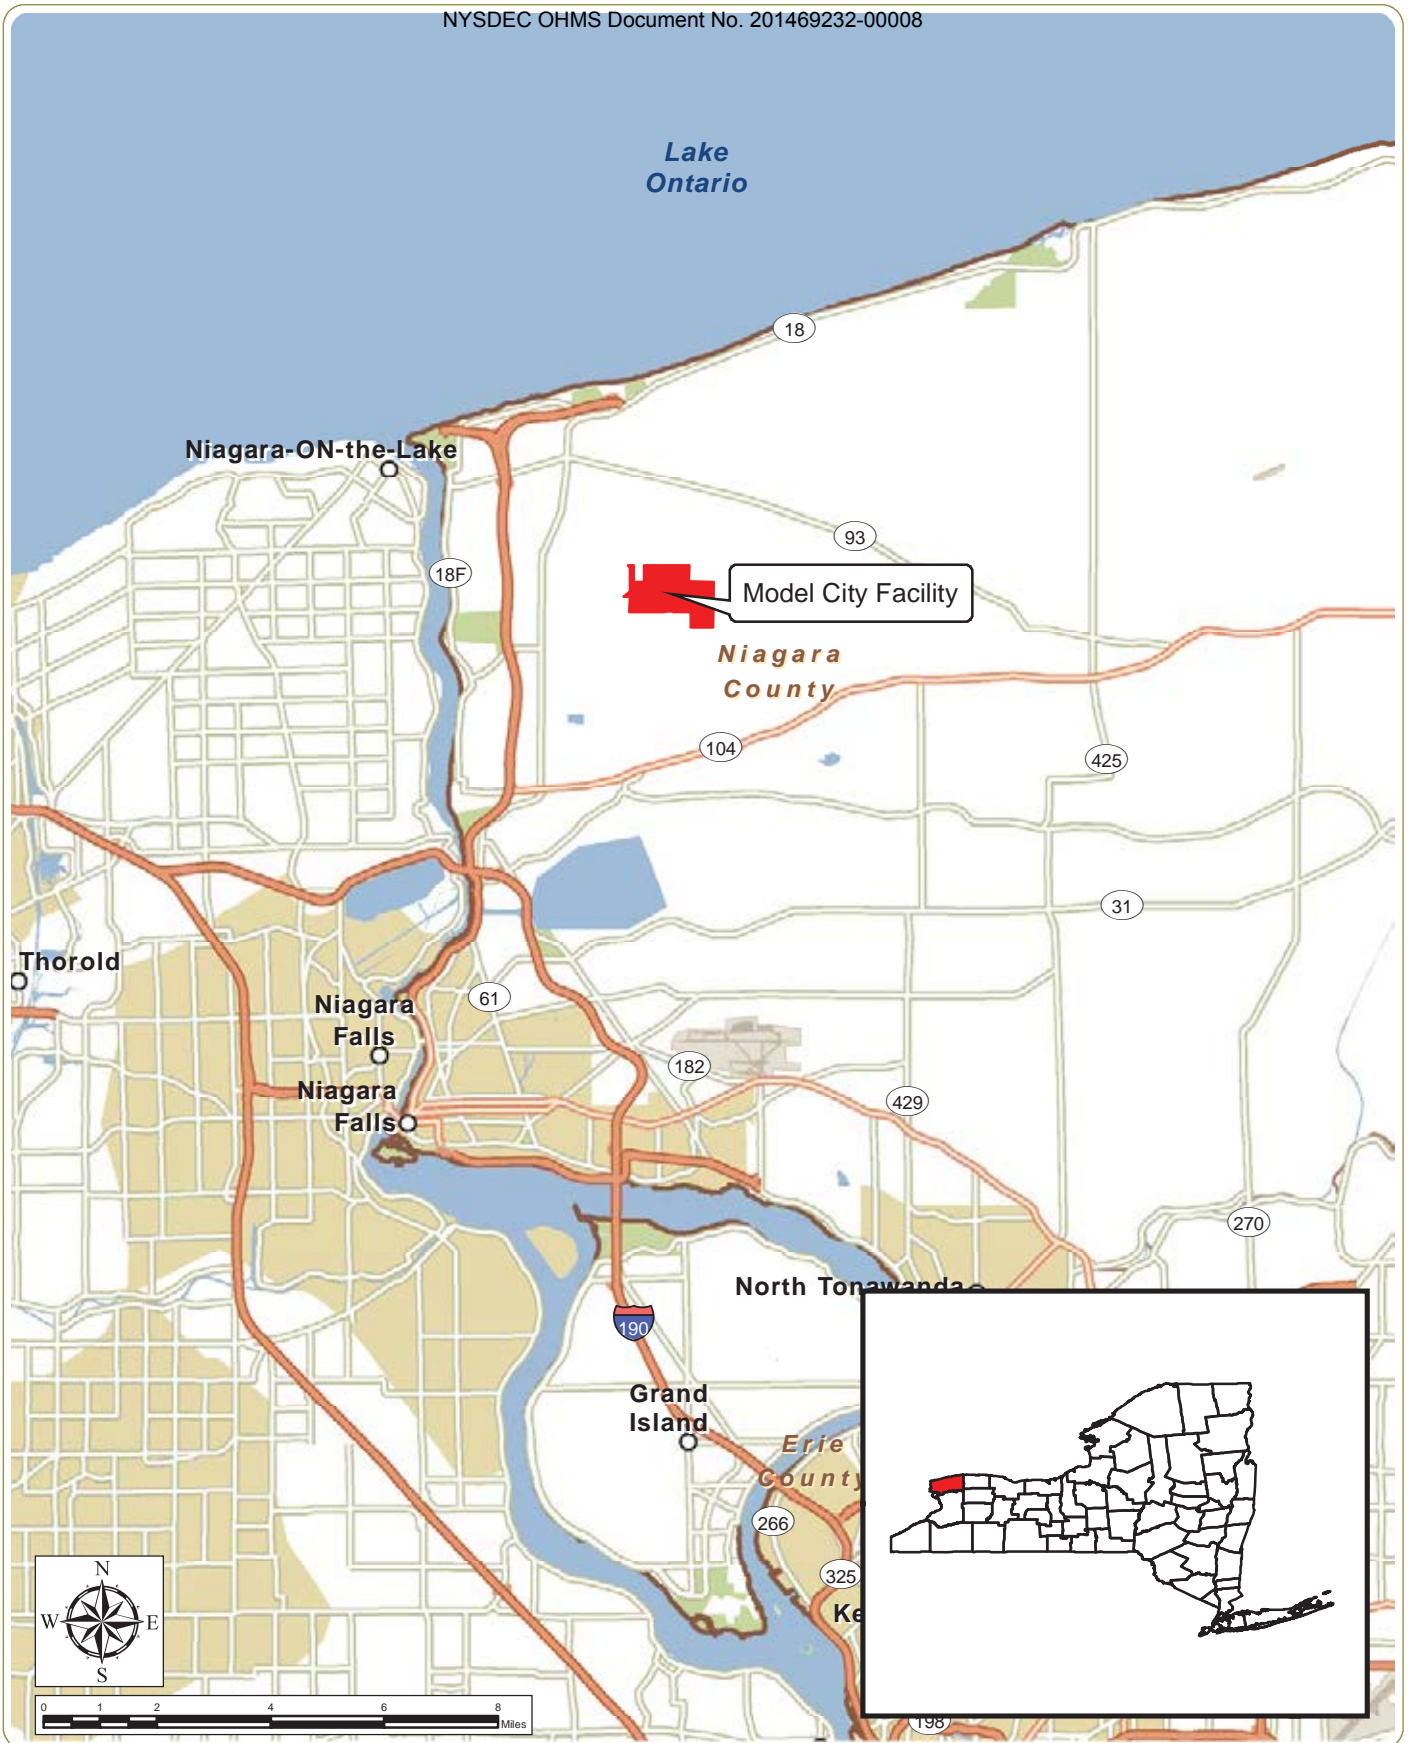 NYSDEC OHMS Document No. 201469232-00008
Lake
Ontario
18
Niagara-ON-the-Lake
93
18F
Model City Facility
Niagara
County
104
425
31
Thorold
61
Niagara
Falls
182
Niagara
Falls
429
270
North Tonawanda
190
Grand
Island
Erie
County
266
325
Ke
N
W
E
S
0 1 2 4 6 8
Miles
198